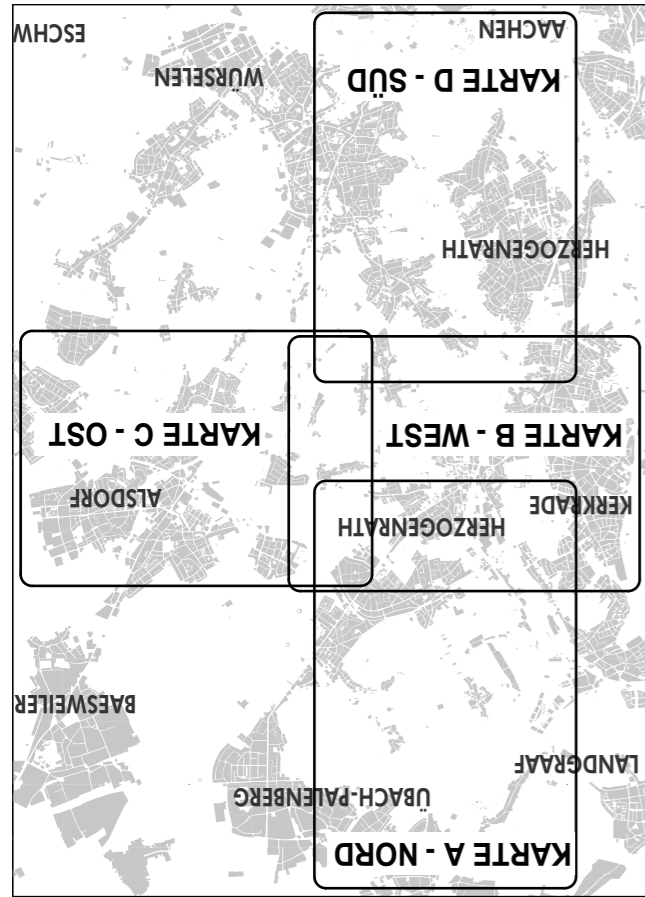 KARTE A - NORD
ÜBACH-PALENBERG
LANDGRAAF
BAESWEILER
HERZOGENRATH
KERKRADE
ALSDORF
KARTE B - WEST
KARTE C - OST
HERZOGENRATH
KARTE D - SÜD
WÜRSELEN
AACHEN
ESCHW